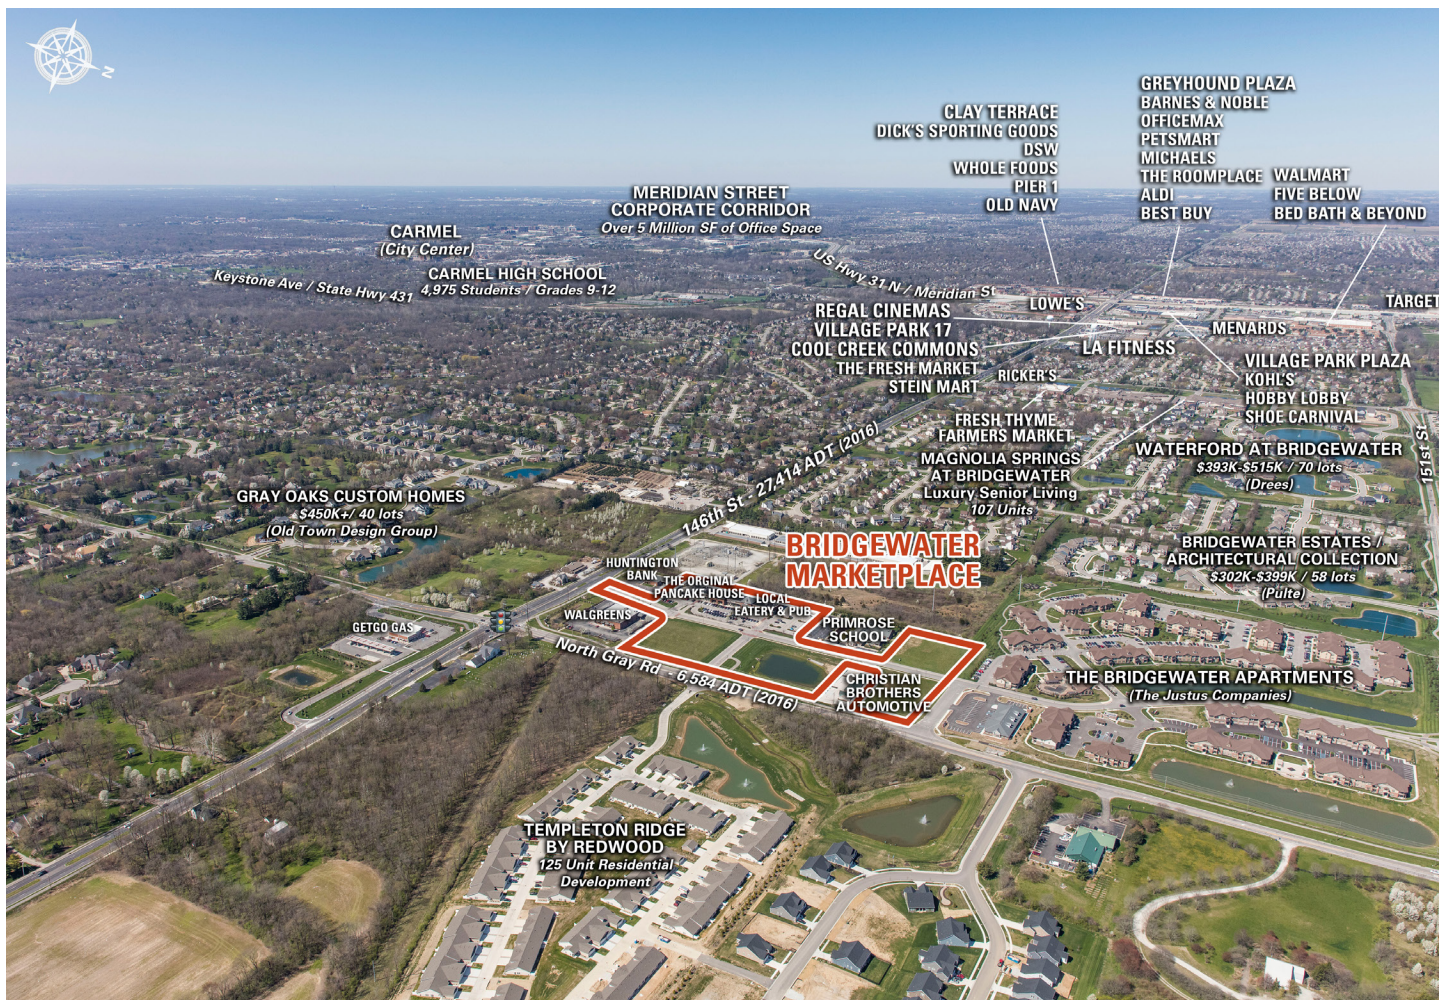 N
GREYHOUND PLAZA
BARNES & NOBLE
OFFICEMAX
PETSMART
MICHAELS
THE ROOMPLACE
ALDI
BEST BUY
CLAY TERRACE
DICK'S SPORTING GOODS
DSW
WHOLE FOODS
PIER 1
OLD NAVY
WALMART
FIVE BELOW
BED BATH & BEYOND
MERIDIAN STREET
CORPORATE CORRIDOR
Over 5 Million SF of Office Space
CARMEL
(City Center)
CARMEL HIGH SCHOOL
4,975 Students / Grades 9-12
Keystone Ave / State Hwy 431
US Hwy 31 N / Meridian St
LOWE'S
TARGET
REGAL CINEMAS
VILLAGE PARK 17
COOL CREEK COMMONS
THE FRESH MARKET
STEIN MART
MENARDS
LA FITNESS
VILLAGE PARK PLAZA
KOHL'S
HOBBY LOBBY
SHOE CARNIVAL
RICKER'S
FRESH THYME
FARMERS MARKET
MAGNOLIA SPRINGS
AT BRIDGEWATER
Luxury Senior Living
107 Units
WATERFORD AT BRIDGEWATER
$393K-$515K / 70 lots
(Drees)
151st St
146th St - 27,414 ADT (2016)
GRAY OAKS CUSTOM HOMES
$450K+/ 40 lots
(Old Town Design Group)
BRIDGEWATER
MARKETPLACE
BRIDGEWATER ESTATES /
ARCHITECTURAL COLLECTION
$302K-$399K / 58 lots
(Pulte)
HUNTINGTON
BANK
THE ORGINAL
PANCAKE HOUSE
LOCAL
EATERY & PUB
WALGREENS
PRIMROSE
SCHOOL
GETGO GAS
North Gray Rd - 6,584 ADT (2016)
CHRISTIAN
BROTHERS
AUTOMOTIVE
THE BRIDGEWATER APARTMENTS
(The Justus Companies)
TEMPLETON RIDGE
BY REDWOOD
125 Unit Residential
Development